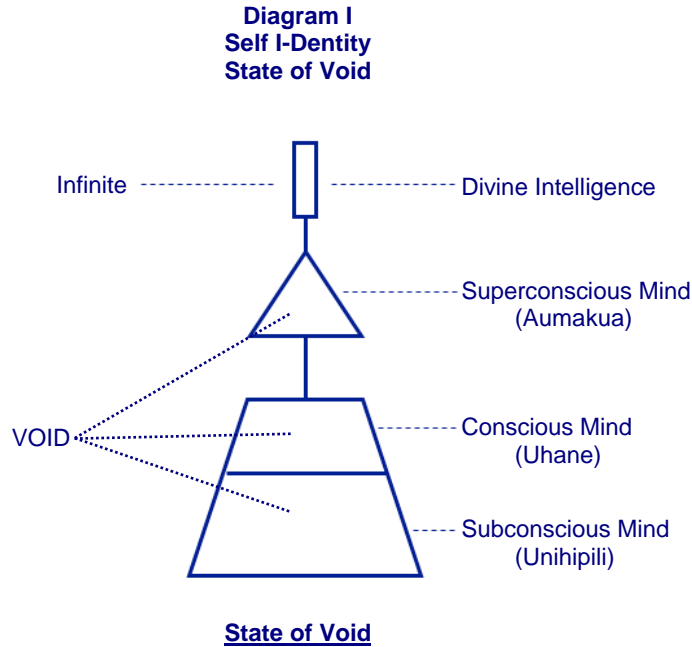 Diagram I
Self I-Dentity
State of Void
Infinite
Divine Intelligence
Superconscious Mind
(Aumakua)
VOID
Conscious Mind
(Uhane)
Subconscious Mind
(Unihipili)
State of Void